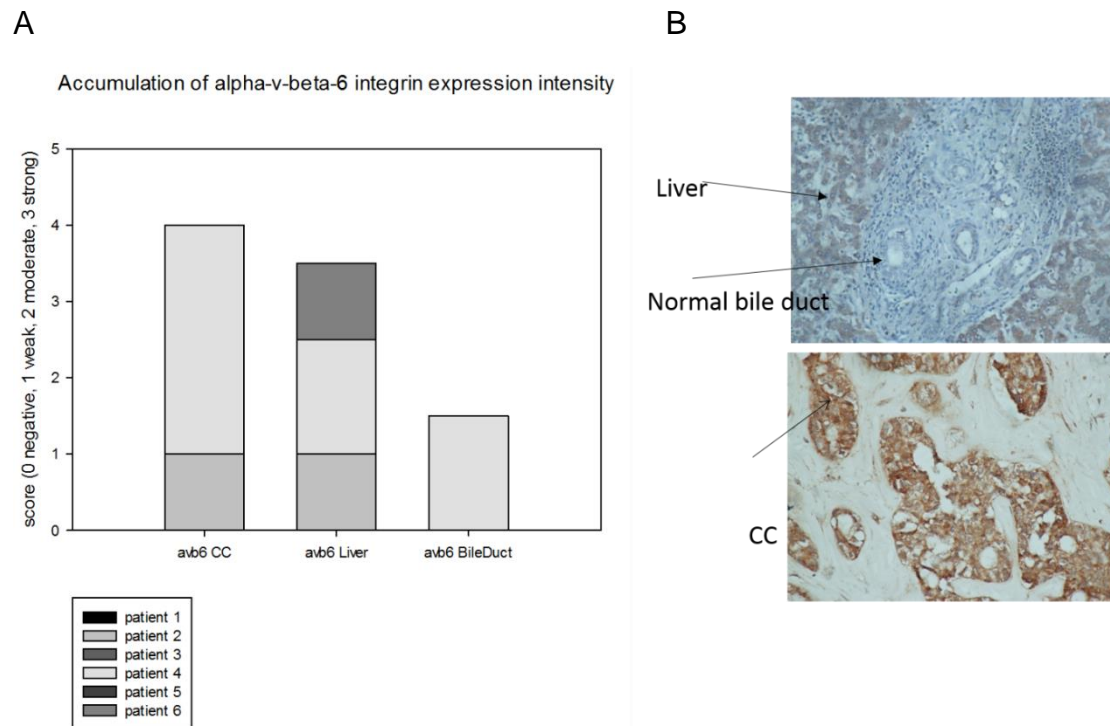 A
B
Accumulation of alpha-v-beta-6 integrin expression intensity
score (0 negative, 1 weak, 2 moderate, 3 strong)
5
4
3
2
1
0
avb6 CC
avb6 Liver
avb6 BileDuct
patient 1
patient 2
patient 3
patient 4
patient 5
patient 6
Liver
Normal bile duct
CC